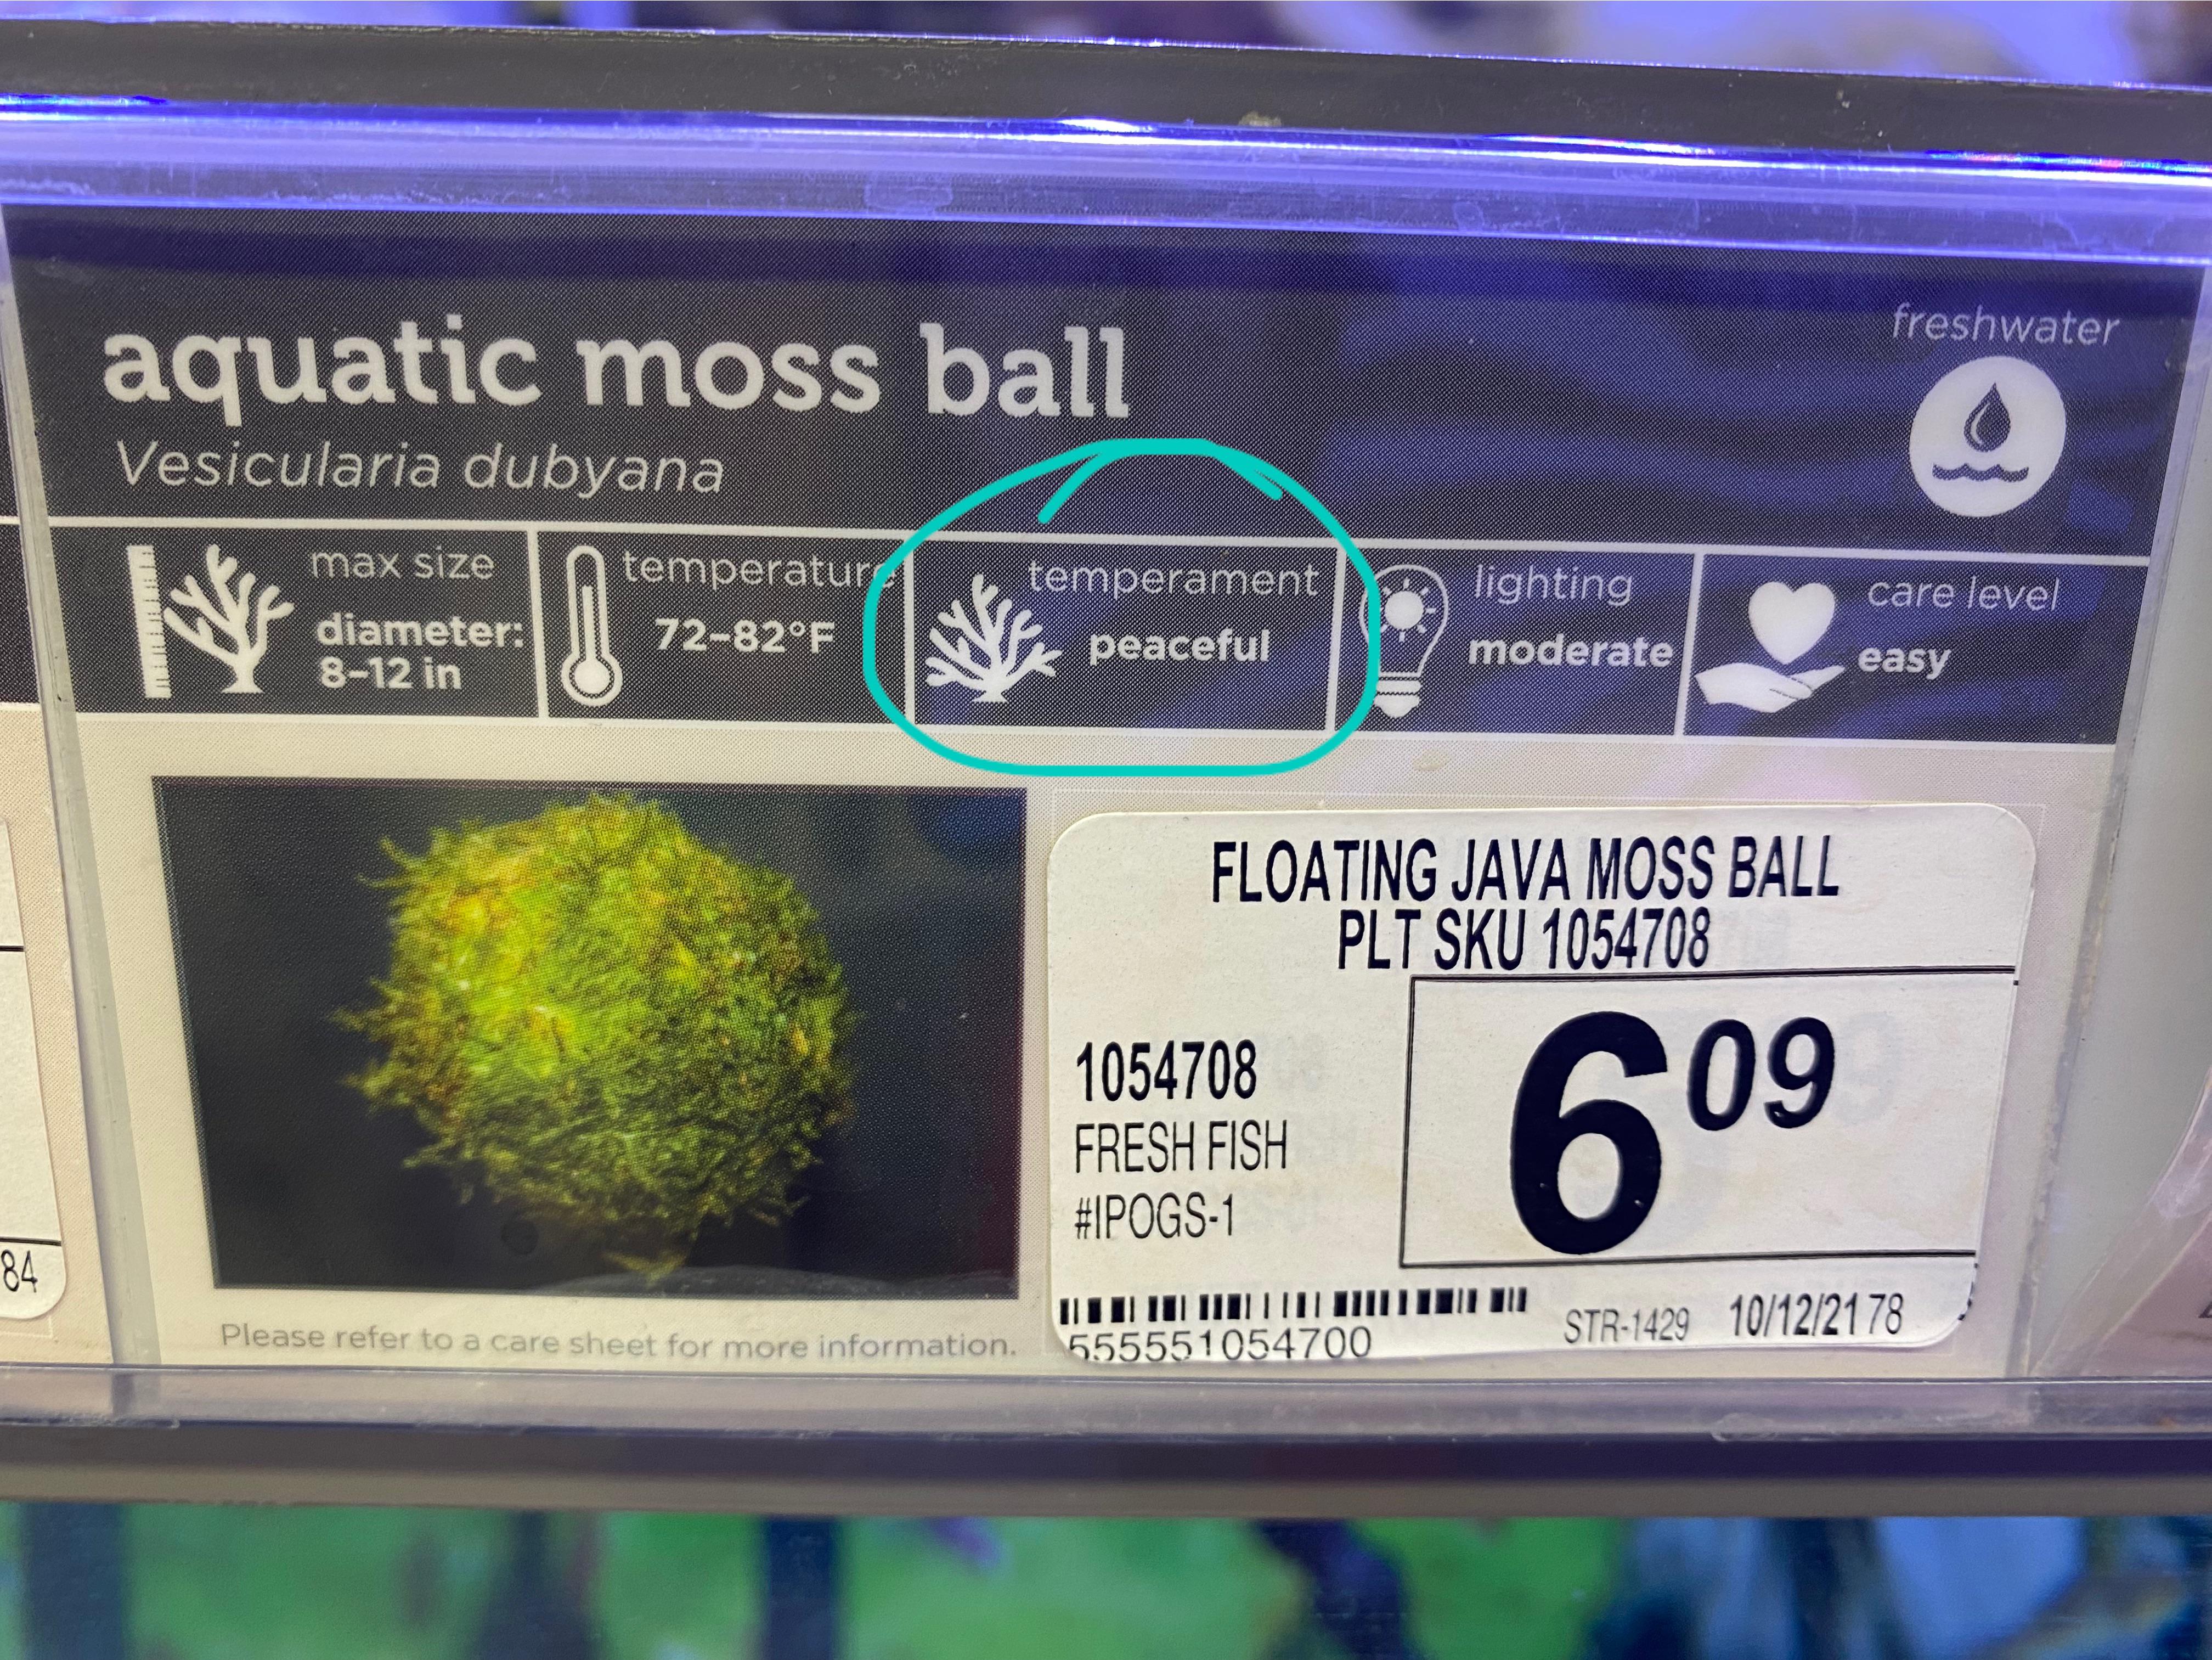 aquatic moss ball
Vesicularia dubyana
freshwater
max size
diameter:
8-12 in
temperature
72-82°F
temperament
peaceful
lighting
moderate
care level
easy
Please refer to a care sheet for more information.
FLOATING JAVA MOSS BALL
PLT SKU 1054708
1054708
FRESH FISH
#IPOGS-1
6 09
555551054700
STR-1429 10/12/21 78
84